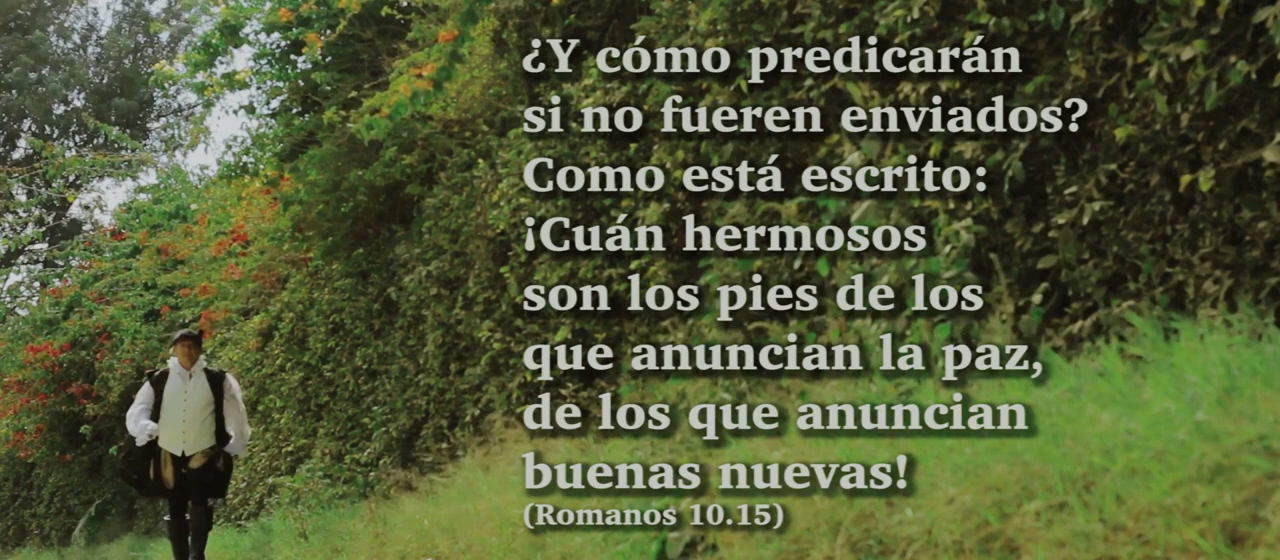 ¿Y cómo predicarán
si no fueren enviados?
Como está escrito:
¡Cuán hermosos
son los pies de los
que anuncian la paz,
de los que anuncian
buenas nuevas!
(Romanos 10.15)